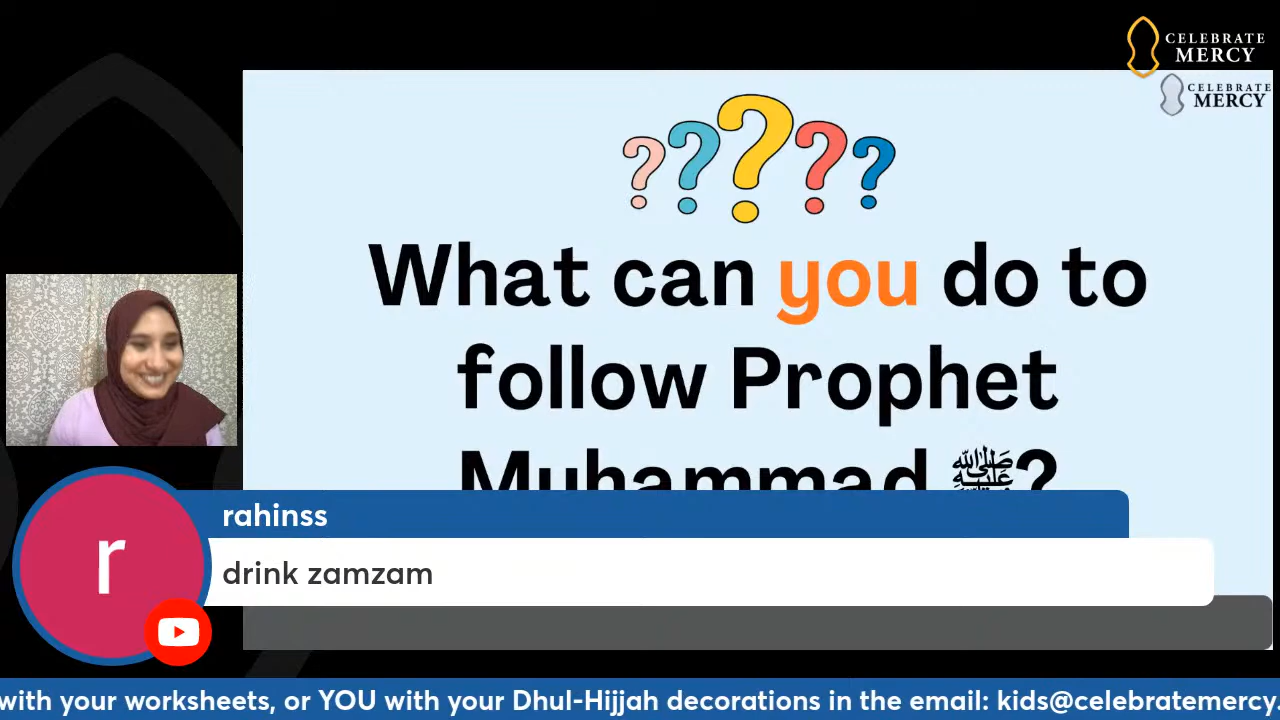 CELEBRATE
MERCY
CELEBRATE
MERCY
?????
What can you do to
follow Prophet
Muhammad ﷺ?
r
rahinss
drink zamzam
with your worksheets, or YOU with your Dhul-Hijjah decorations in the email: kids@celebratemercy.